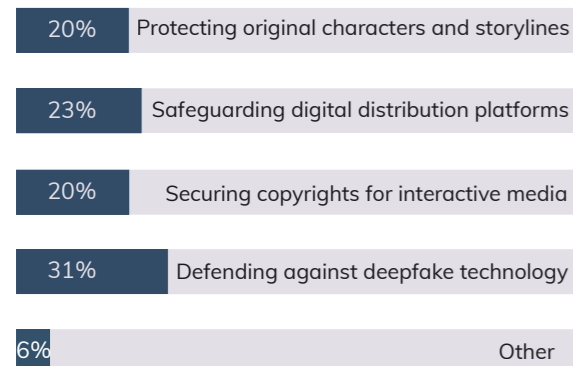 20% Protecting original characters and storylines
23% Safeguarding digital distribution platforms
20% Securing copyrights for interactive media
31% Defending against deepfake technology
6% Other